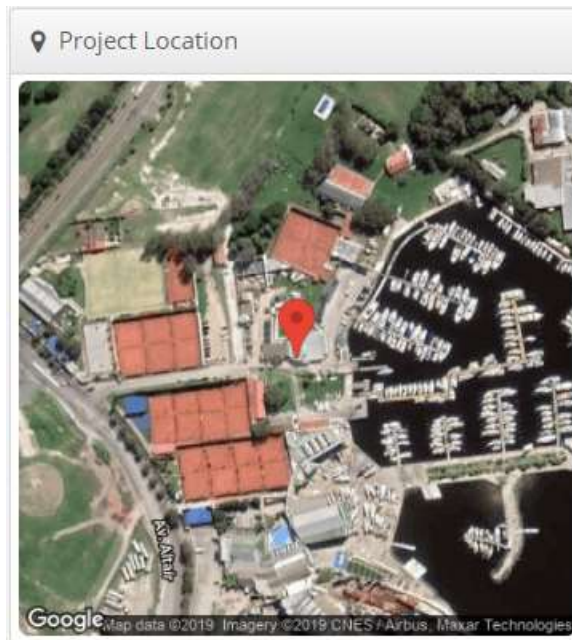 Project Location
Av. Altair
Google
Map data ©2019 Imagery ©2019 CNES / Airbus, Maxar Technologies